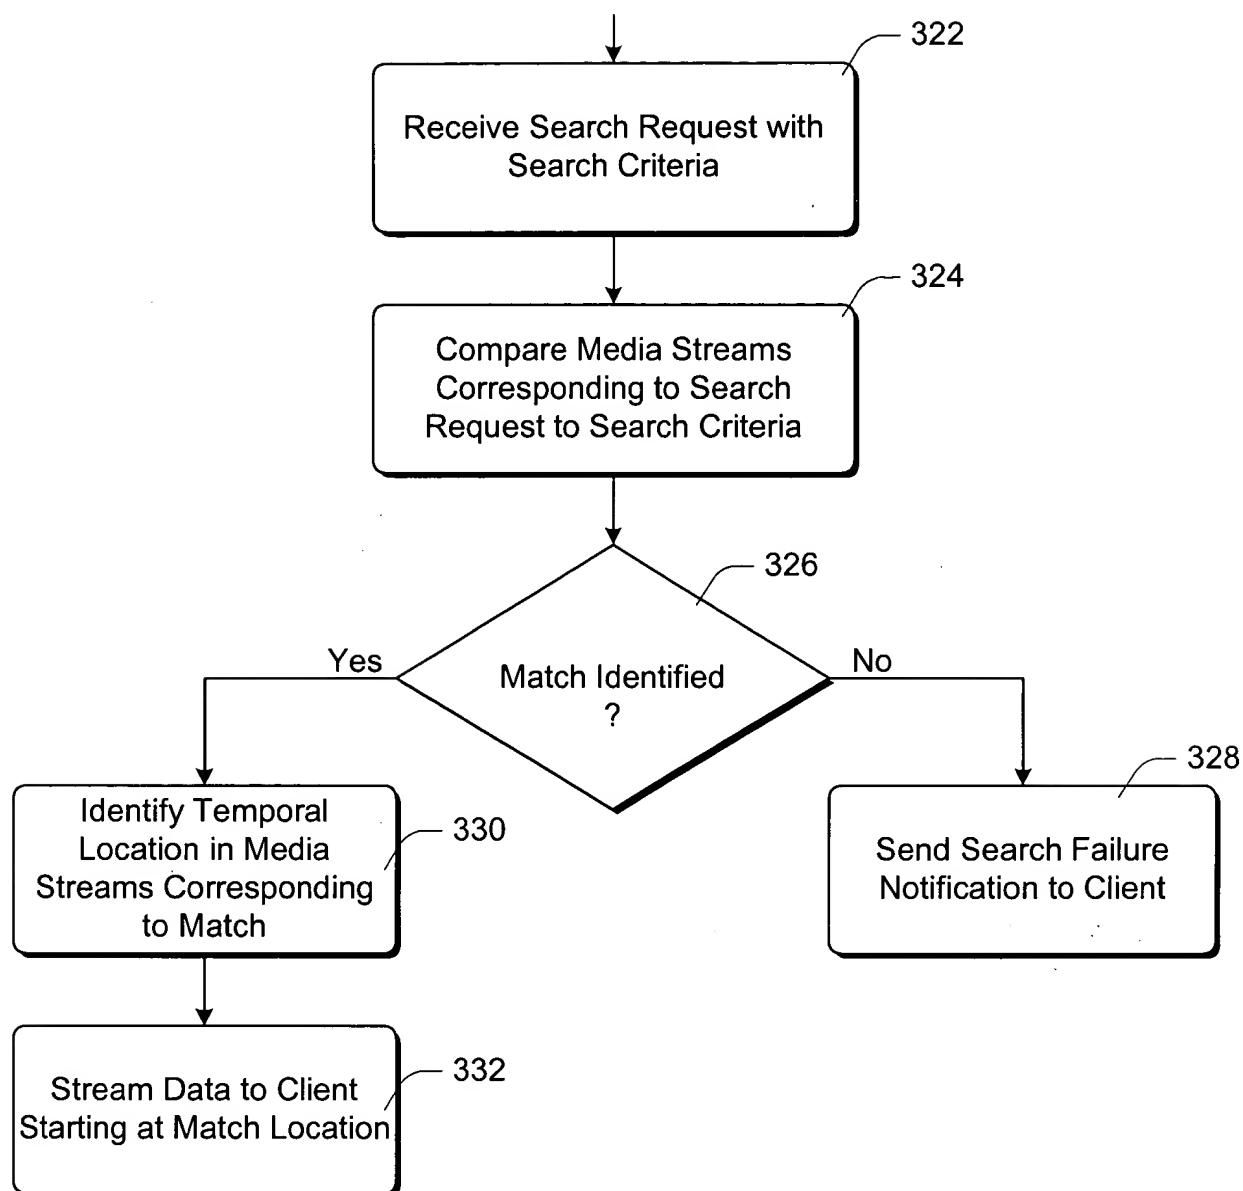 322
Receive Search Request with
Search Criteria
324
Compare Media Streams
Corresponding to Search
Request to Search Criteria
326
Yes
No
Match Identified
?
328
Identify Temporal
Location in Media
Streams Corresponding
to Match
330
Send Search Failure
Notification to Client
332
Stream Data to Client
Starting at Match Location